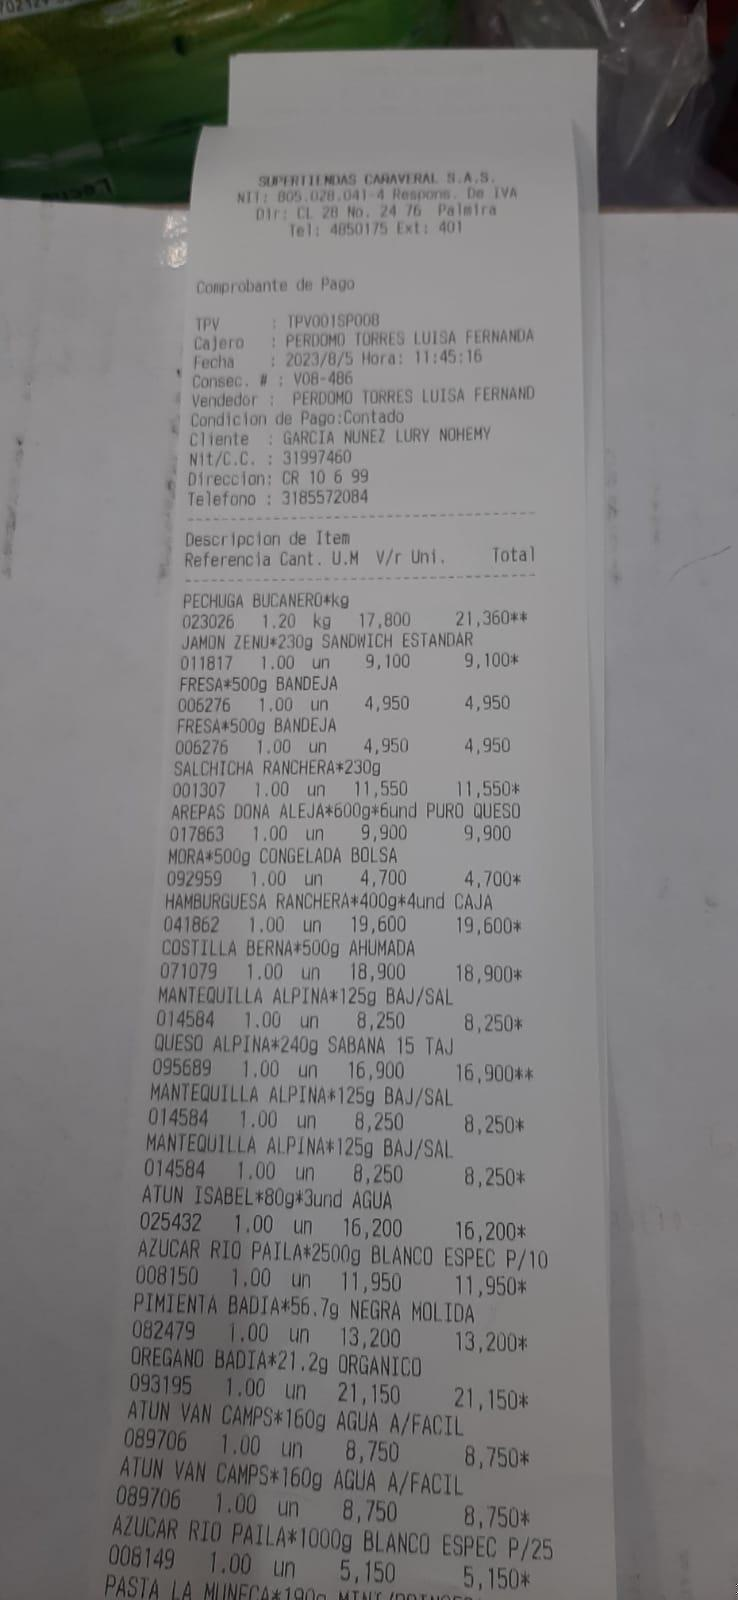 SUPERTIENDAS CAÑAVERAL S.A.S.
NIT: 805.028.041-4 Respons. De IVA
Dir: CL 28 No. 24 76 Palmira
Tel: 4850175 Ext: 401
Comprobante de Pago
TPV : TPV001SP008
Cajero : PERDOMO TORRES LUISA FERNANDA
Fecha : 2023/8/5 Hora: 11:45:16
Consec. # : V08-486
Vendedor : PERDOMO TORRES LUISA FERNAND
Condicion de Pago:Contado
Cliente : GARCIA NUNEZ LURY NOHEMY
Nit/C.C. : 31997460
Direccion: CR 10 6 99
Telefono : 3185572084
Descripcion de Item
Referencia Cant. U.M V/r Uni. Total
PECHUGA BUCANERO*kg
023026 1.20 kg 17,800 21,360**
JAMON ZENU*230g SANDWICH ESTANDAR
011817 1.00 un 9,100 9,100*
FRESA*500g BANDEJA
006276 1.00 un 4,950 4,950
FRESA*500g BANDEJA
006276 1.00 un 4,950 4,950
SALCHICHA RANCHERA*230g
001307 1.00 un 11,550 11,550*
AREPAS DONA ALEJA*600g*6und PURO QUESO
017863 1.00 un 9,900 9,900
MORA*500g CONGELADA BOLSA
092959 1.00 un 4,700 4,700*
HAMBURGUESA RANCHERA*400g*4und CAJA
041862 1.00 un 19,600 19,600*
COSTILLA BERNA*500g AHUMADA
071079 1.00 un 18,900 18,900*
MANTEQUILLA ALPINA*125g BAJ/SAL
014584 1.00 un 8,250 8,250*
QUESO ALPINA*240g SABANA 15 TAJ
095689 1.00 un 16,900 16,900**
MANTEQUILLA ALPINA*125g BAJ/SAL
014584 1.00 un 8,250 8,250*
MANTEQUILLA ALPINA*125g BAJ/SAL
014584 1.00 un 8,250 8,250*
ATUN ISABEL*80g*3und AGUA
025432 1.00 un 16,200 16,200*
AZUCAR RIO PAILA*2500g BLANCO ESPEC P/10
008150 1.00 un 11,950 11,950*
PIMIENTA BADIA*56.7g NEGRA MOLIDA
082479 1.00 un 13,200 13,200*
OREGANO BADIA*21.2g ORGANICO
093195 1.00 un 21,150 21,150*
ATUN VAN CAMPS*160g AGUA A/FACIL
089706 1.00 un 8,750 8,750*
ATUN VAN CAMPS*160g AGUA A/FACIL
089706 1.00 un 8,750 8,750*
AZUCAR RIO PAILA*1000g BLANCO ESPEC P/25
008149 1.00 un 5,150 5,150*
PASTA LA MUNECA*190g